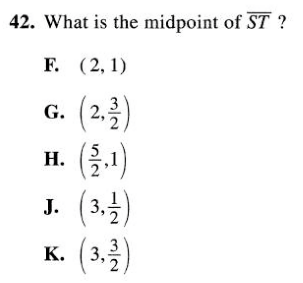 42. What is the midpoint of ST ?
F. (2, 1)
G. (2, 3/2)
H. (5/2, 1)
J. (3, 1/2)
K. (3, 3/2)